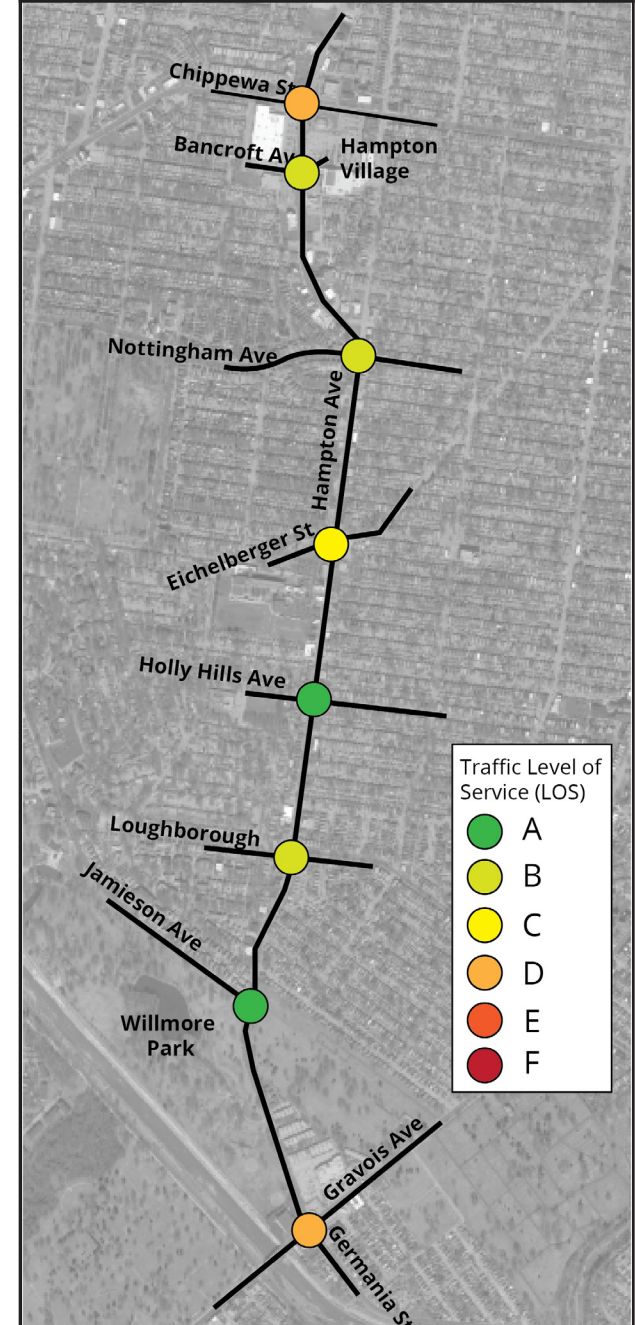 Chippewa St
Bancroft Av
Hampton
Village
Nottingham Ave
Hampton Ave
Eichelberger St
Holly Hills Ave
Traffic Level of
Service (LOS)
A
B
C
D
E
F
Loughborough
Jamieson Ave
Willmore
Park
Gravois Ave
Germania St